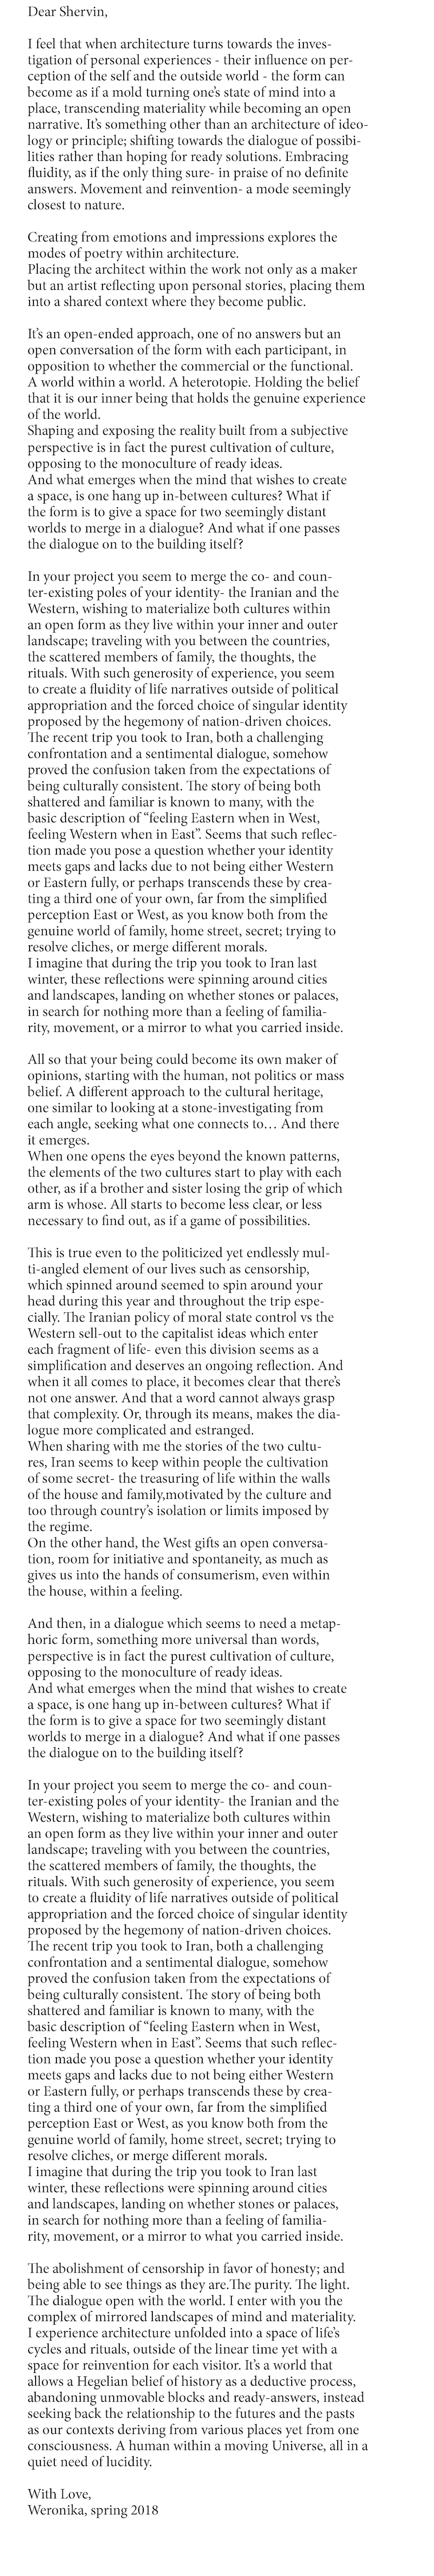 Dear Shervin,
I feel that when architecture turns towards the inves-
tigation of personal experiences - their influence on per-
ception of the self and the outside world - the form can
become as if a mold turning one's state of mind into a
place, transcending materiality while becoming an open
narrative. It's something other than an architecture of ideo-
logy or principle; shifting towards the dialogue of possibi-
lities rather than hoping for ready solutions. Embracing
fluidity, as if the only thing sure- in praise of no definite
answers. Movement and reinvention- a mode seemingly
closest to nature.
Creating from emotions and impressions explores the
modes of poetry within architecture.
Placing the architect within the work not only as a maker
but an artist reflecting upon personal stories, placing them
into a shared context where they become public.
It's an open-ended approach, one of no answers but an
open conversation of the form with each participant, in
opposition to whether the commercial or the functional.
A world within a world. A heterotopie. Holding the belief
that it is our inner being that holds the genuine experience
of the world.
Shaping and exposing the reality built from a subjective
perspective is in fact the purest cultivation of culture,
opposing to the monoculture of ready ideas.
And what emerges when the mind that wishes to create
a space, is one hang up in-between cultures? What if
the form is to give a space for two seemingly distant
worlds to merge in a dialogue? And what if one passes
the dialogue on to the building itself?
In your project you seem to merge the co- and coun-
ter-existing poles of your identity- the Iranian and the
Western, wishing to materialize both cultures within
an open form as they live within your inner and outer
landscape; traveling with you between the countries,
the scattered members of family, the thoughts, the
rituals. With such generosity of experience, you seem
to create a fluidity of life narratives outside of political
appropriation and the forced choice of singular identity
proposed by the hegemony of nation-driven choices.
The recent trip you took to Iran, both a challenging
confrontation and a sentimental dialogue, somehow
proved the confusion taken from the expectations of
being culturally consistent. The story of being both
shattered and familiar is known to many, with the
basic description of “feeling Eastern when in West,
feeling Western when in East”. Seems that such reflec-
tion made you pose a question whether your identity
meets gaps and lacks due to not being either Western
or Eastern fully, or perhaps transcends these by crea-
ting a third one of your own, far from the simplified
perception East or West, as you know both from the
genuine world of family, home street, secret; trying to
resolve cliches, or merge different morals.
I imagine that during the trip you took to Iran last
winter, these reflections were spinning around cities
and landscapes, landing on whether stones or palaces,
in search for nothing more than a feeling of familia-
rity, movement, or a mirror to what you carried inside.
All so that your being could become its own maker of
opinions, starting with the human, not politics or mass
belief. A different approach to the cultural heritage,
one similar to looking at a stone-investigating from
each angle, seeking what one connects to… And there
it emerges.
When one opens the eyes beyond the known patterns,
the elements of the two cultures start to play with each
other, as if a brother and sister losing the grip of which
arm is whose. All starts to become less clear, or less
necessary to find out, as if a game of possibilities.
This is true even to the politicized yet endlessly mul-
ti-angled element of our lives such as censorship,
which spinned around seemed to spin around your
head during this year and throughout the trip espe-
cially. The Iranian policy of moral state control vs the
Western sell-out to the capitalist ideas which enter
each fragment of life- even this division seems as a
simplification and deserves an ongoing reflection. And
when it all comes to place, it becomes clear that there's
not one answer. And that a word cannot always grasp
that complexity. Or, through its means, makes the dia-
logue more complicated and estranged.
When sharing with me the stories of the two cultu-
res, Iran seems to keep within people the cultivation
of some secret- the treasuring of life within the walls
of the house and family,motivated by the culture and
too through country's isolation or limits imposed by
the regime.
On the other hand, the West gifts an open conversa-
tion, room for initiative and spontaneity, as much as
gives us into the hands of consumerism, even within
the house, within a feeling.
And then, in a dialogue which seems to need a metap-
horic form, something more universal than words,
perspective is in fact the purest cultivation of culture,
opposing to the monoculture of ready ideas.
And what emerges when the mind that wishes to create
a space, is one hang up in-between cultures? What if
the form is to give a space for two seemingly distant
worlds to merge in a dialogue? And what if one passes
the dialogue on to the building itself?
In your project you seem to merge the co- and coun-
ter-existing poles of your identity- the Iranian and the
Western, wishing to materialize both cultures within
an open form as they live within your inner and outer
landscape; traveling with you between the countries,
the scattered members of family, the thoughts, the
rituals. With such generosity of experience, you seem
to create a fluidity of life narratives outside of political
appropriation and the forced choice of singular identity
proposed by the hegemony of nation-driven choices.
The recent trip you took to Iran, both a challenging
confrontation and a sentimental dialogue, somehow
proved the confusion taken from the expectations of
being culturally consistent. The story of being both
shattered and familiar is known to many, with the
basic description of “feeling Eastern when in West,
feeling Western when in East”. Seems that such reflec-
tion made you pose a question whether your identity
meets gaps and lacks due to not being either Western
or Eastern fully, or perhaps transcends these by crea-
ting a third one of your own, far from the simplified
perception East or West, as you know both from the
genuine world of family, home street, secret; trying to
resolve cliches, or merge different morals.
I imagine that during the trip you took to Iran last
winter, these reflections were spinning around cities
and landscapes, landing on whether stones or palaces,
in search for nothing more than a feeling of familia-
rity, movement, or a mirror to what you carried inside.
The abolishment of censorship in favor of honesty; and
being able to see things as they are.The purity. The light.
The dialogue open with the world. I enter with you the
complex of mirrored landscapes of mind and materiality.
I experience architecture unfolded into a space of life's
cycles and rituals, outside of the linear time yet with a
space for reinvention for each visitor. It's a world that
allows a Hegelian belief of history as a deductive process,
abandoning unmovable blocks and ready-answers, instead
seeking back the relationship to the futures and the pasts
as our contexts deriving from various places yet from one
consciousness. A human within a moving Universe, all in a
quiet need of lucidity.
With Love,
Weronika, spring 2018